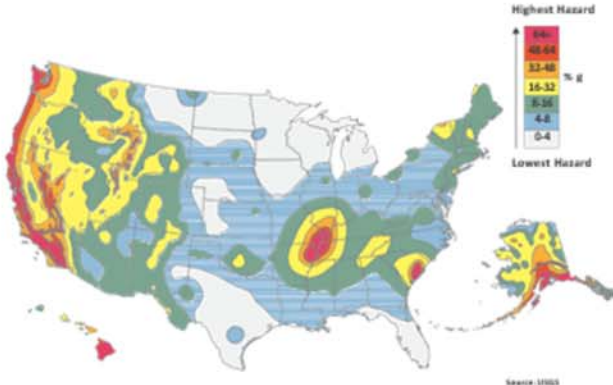 Highest Hazard
64+
48-64
32-48
16-32
8-16
4-8
0-4
% g
Lowest Hazard
Source: USGS